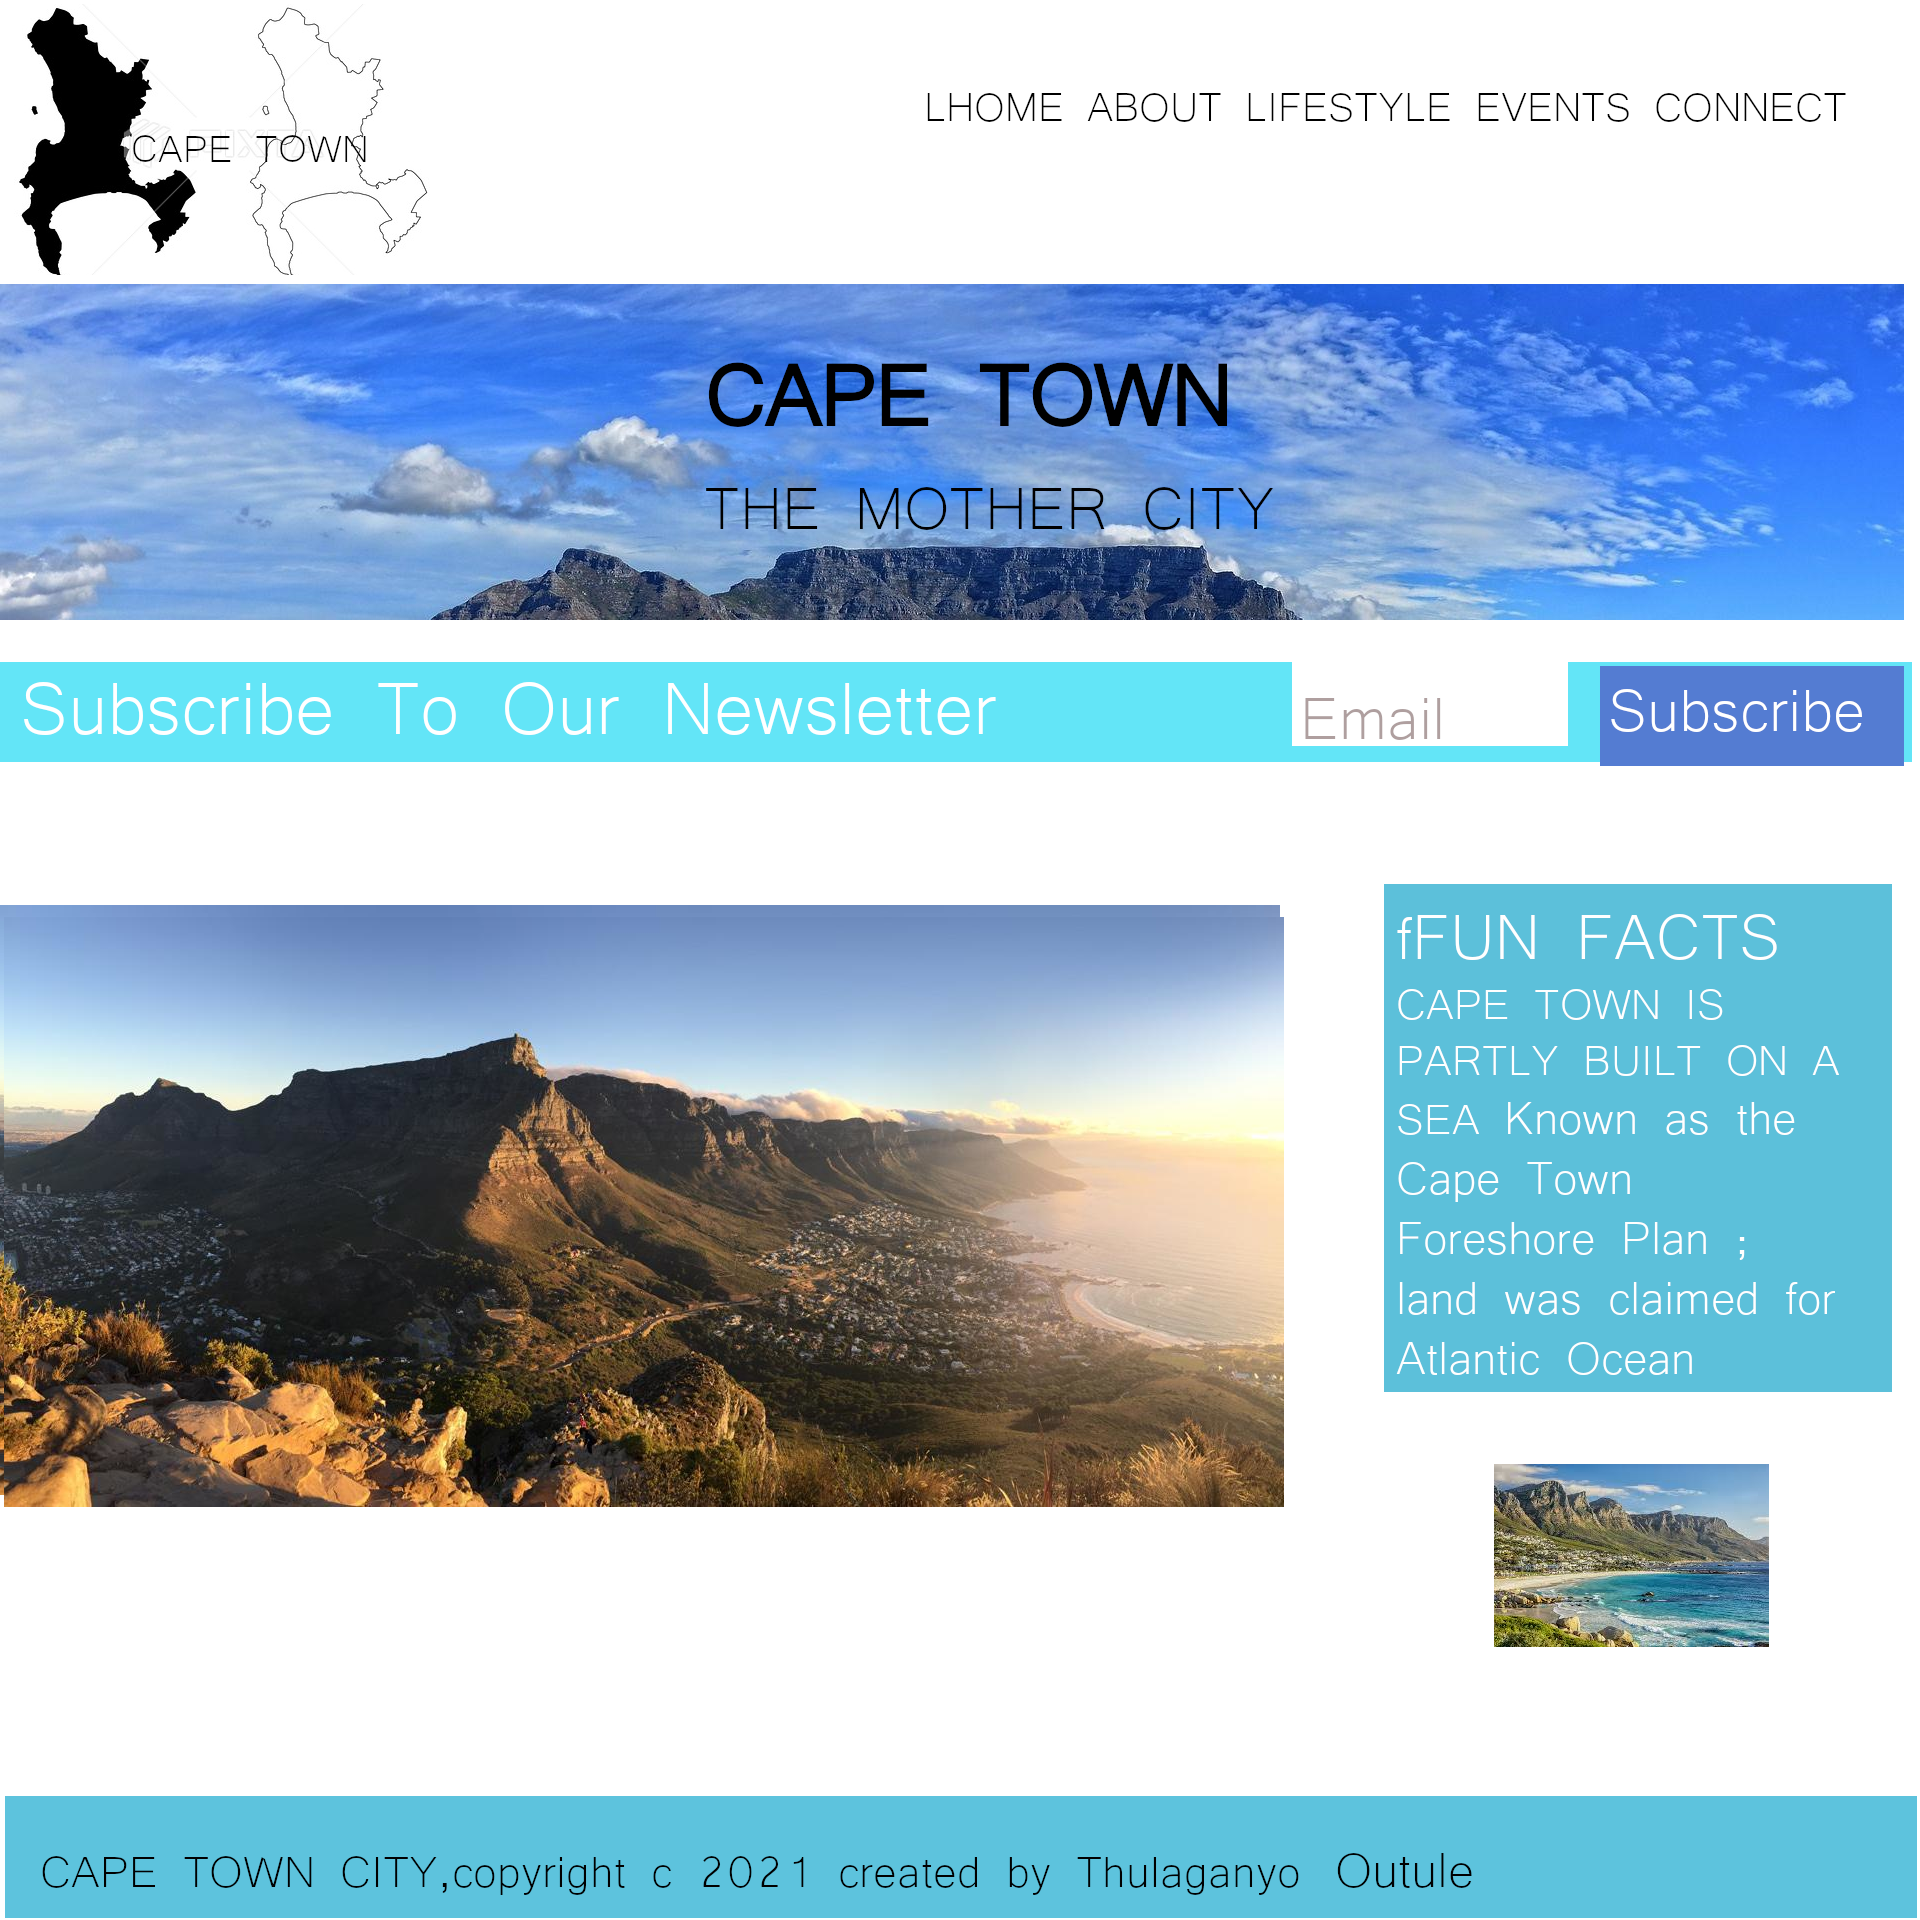 CAPE TOWN
LHOME ABOUT LIFESTYLE EVENTS CONNECT
CAPE TOWN
THE MOTHER CITY
Subscribe To Our Newsletter
Email
Subscribe
fFUN FACTS
CAPE TOWN IS
PARTLY BUILT ON A
SEA Known as the
Cape Town
Foreshore Plan ;
land was claimed for
Atlantic Ocean
CAPE TOWN CITY,copyright c 2021 created by Thulaganyo Outule